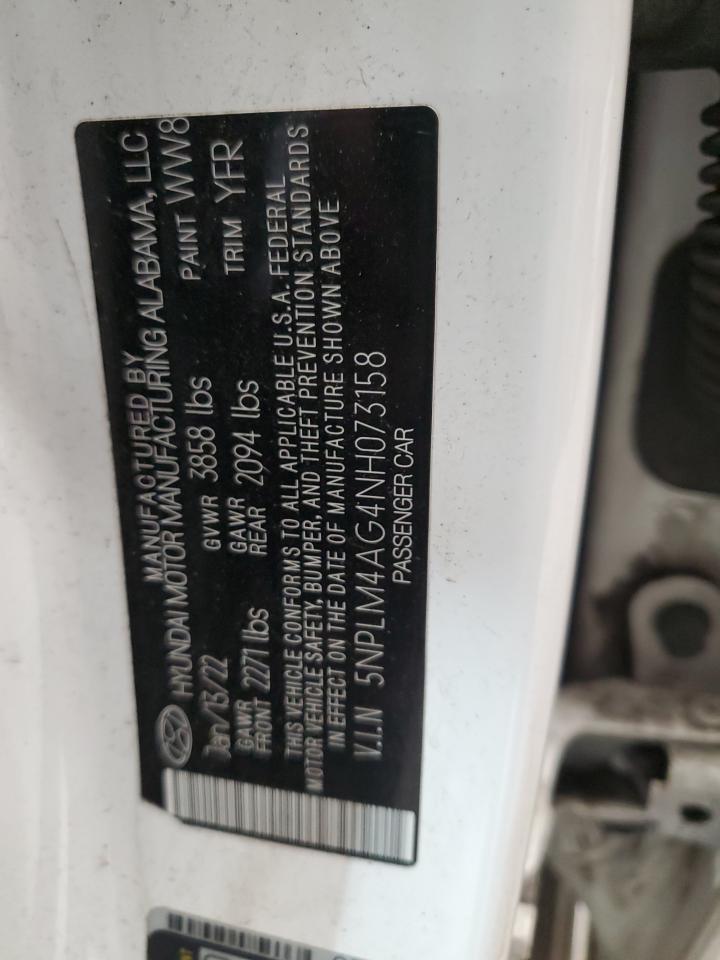 MANUFACTURED BY
HYUNDAI MOTOR MANUFACTURING ALABAMA, LLC
Jan/13/22 GVWR 3858 lbs PAINT WW8
GAWR FRONT 2271 lbs GAWR REAR 2094 lbs TRIM YFR
THIS VEHICLE CONFORMS TO ALL APPLICABLE U.S.A. FEDERAL
MOTOR VEHICLE SAFETY, BUMPER, AND THEFT PREVENTION STANDARDS
IN EFFECT ON THE DATE OF MANUFACTURE SHOWN ABOVE
V.I.N 5NPLM4AG4NH073158
PASSENGER CAR